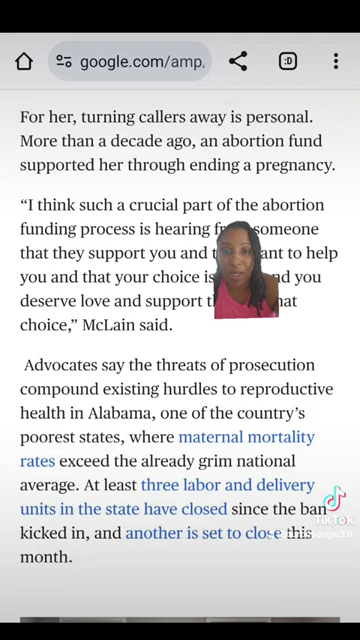 google.com/amp/
:D
For her, turning callers away is personal.
More than a decade ago, an abortion fund
supported her through ending a pregnancy.
“I think such a crucial part of the abortion
funding process is hearing someone
that they support you and to help
you and that your choice is you
deserve love and support
choice,” McLain said.
Advocates say the threats of prosecution
compound existing hurdles to reproductive
health in Alabama, one of the country’s
poorest states, where maternal mortality
rates exceed the already grim national
average. At least three labor and delivery
units in the state have closed since the ban
TikTok
kicked in, and another is set to close this
month.